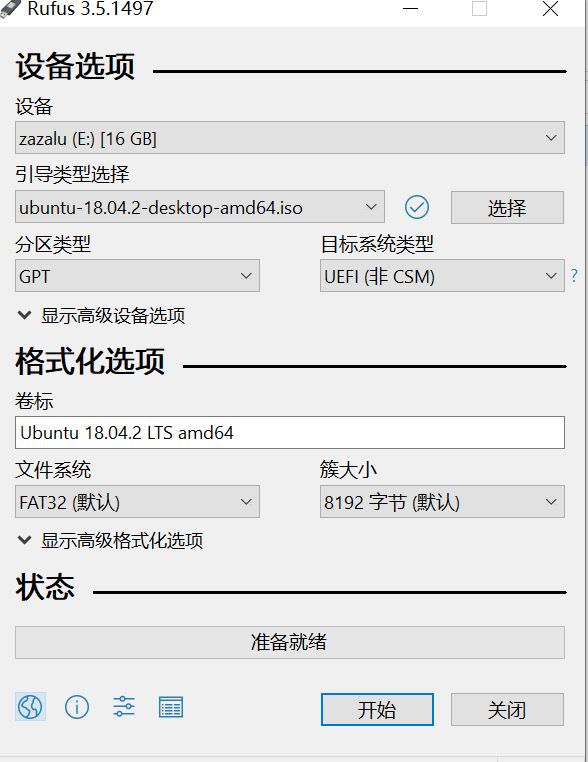 Rufus 3.5.1497
设备选项
设备
zazalu (E:) [16 GB]
引导类型选择
ubuntu-18.04.2-desktop-amd64.iso
选择
分区类型
目标系统类型
GPT
UEFI (非 CSM)
?
显示高级设备选项
格式化选项
卷标
Ubuntu 18.04.2 LTS amd64
文件系统
簇大小
FAT32 (默认)
8192 字节 (默认)
显示高级格式化选项
状态
准备就绪
开始
关闭